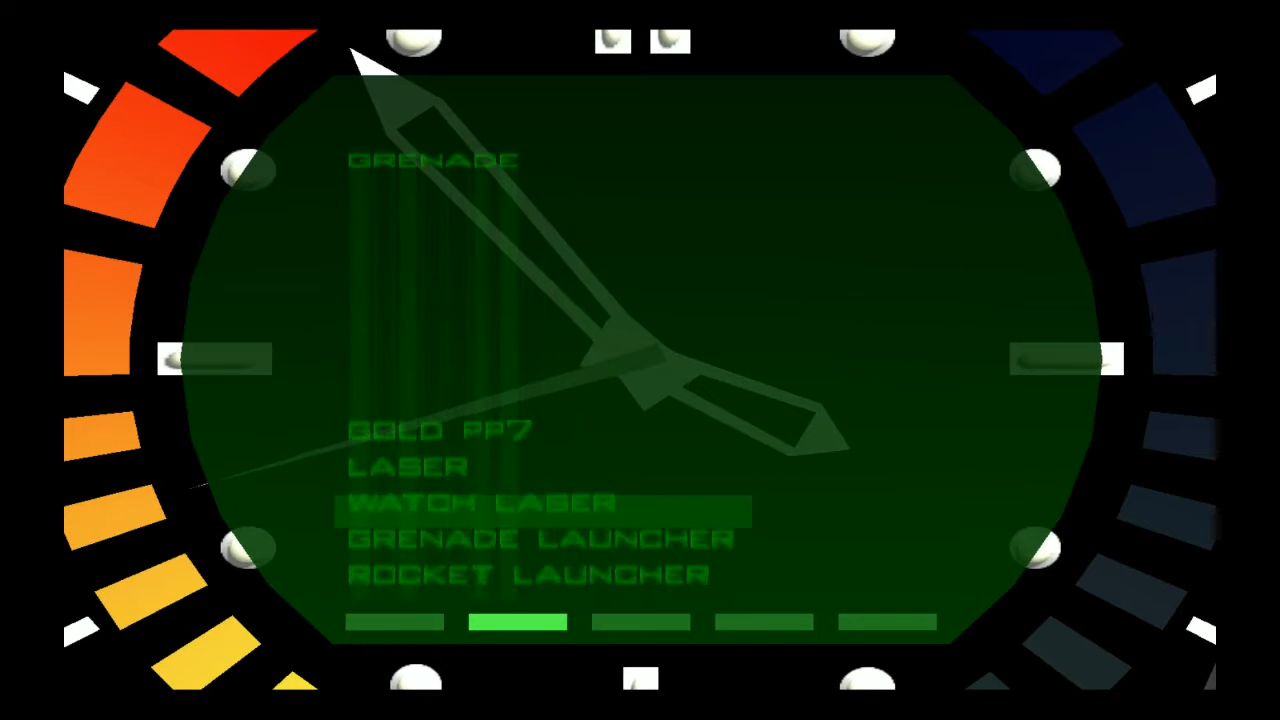 GRENADE
GOLD PP7
LASER
WATCH LASER
GRENADE LAUNCHER
ROCKET LAUNCHER